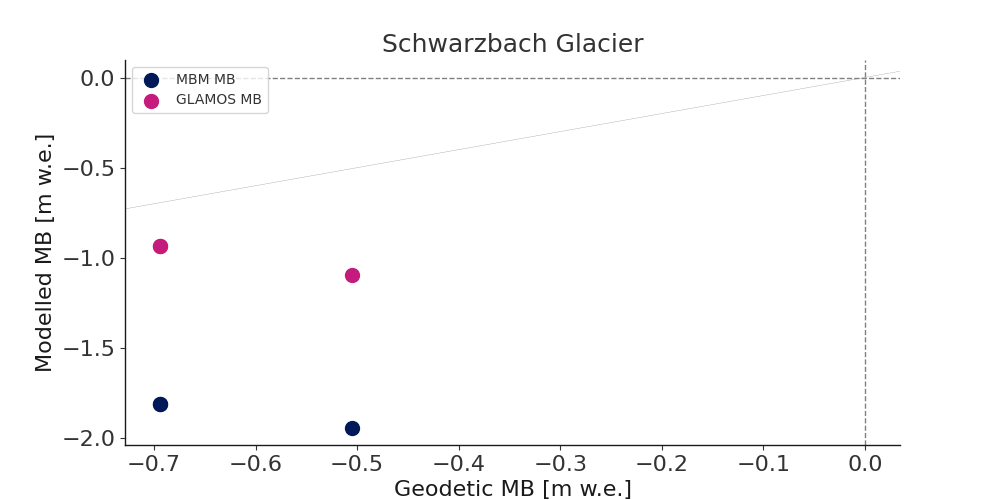 Schwarzbach Glacier
MBM MB
GLAMOS MB
Modelled MB [m w.e.]
0.0
−0.5
−1.0
−1.5
−2.0
−0.7 −0.6 −0.5 −0.4 −0.3 −0.2 −0.1 0.0
Geodetic MB [m w.e.]